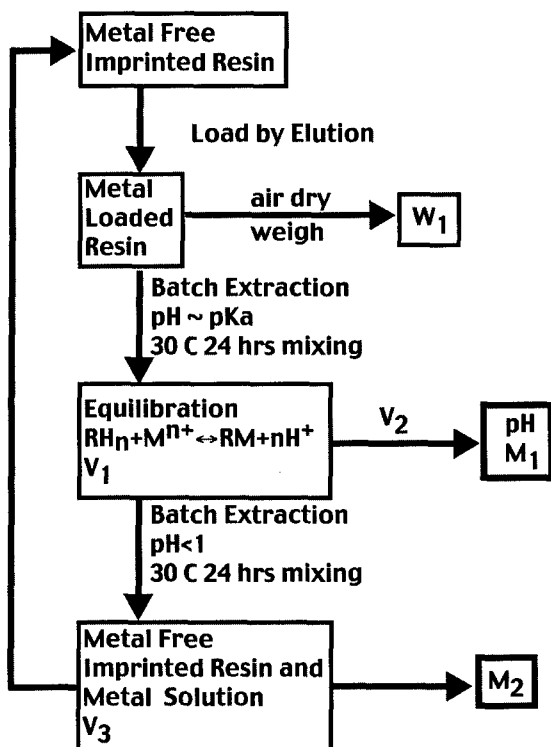 Metal Free
Imprinted Resin
Load by Elution
Metal
Loaded
Resin
air dry
weigh
W₁
Batch Extraction
pH ~ pKa
30 C 24 hrs mixing
Equilibration
RHₙ+Mⁿ⁺↔RM+nH⁺
V₁
V₂
pH
M₁
Batch Extraction
pH<1
30 C 24 hrs mixing
Metal Free
Imprinted Resin and
Metal Solution
V₃
M₂